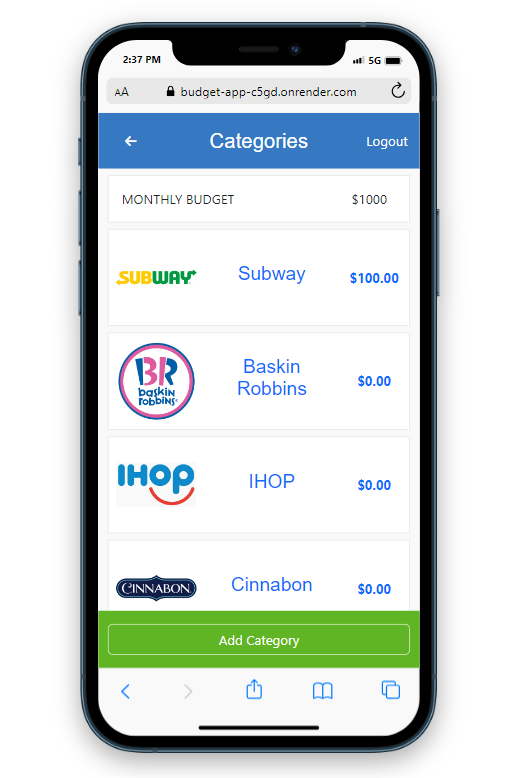 2:37 PM
5G
AA
budget-app-c5gd.onrender.com
Categories
Logout
MONTHLY BUDGET
$1000
SUBWAY
Subway
$100.00
BR
baskin
robbins
Baskin
Robbins
$0.00
IHOP
IHOP
$0.00
CINNABON
Cinnabon
$0.00
Add Category